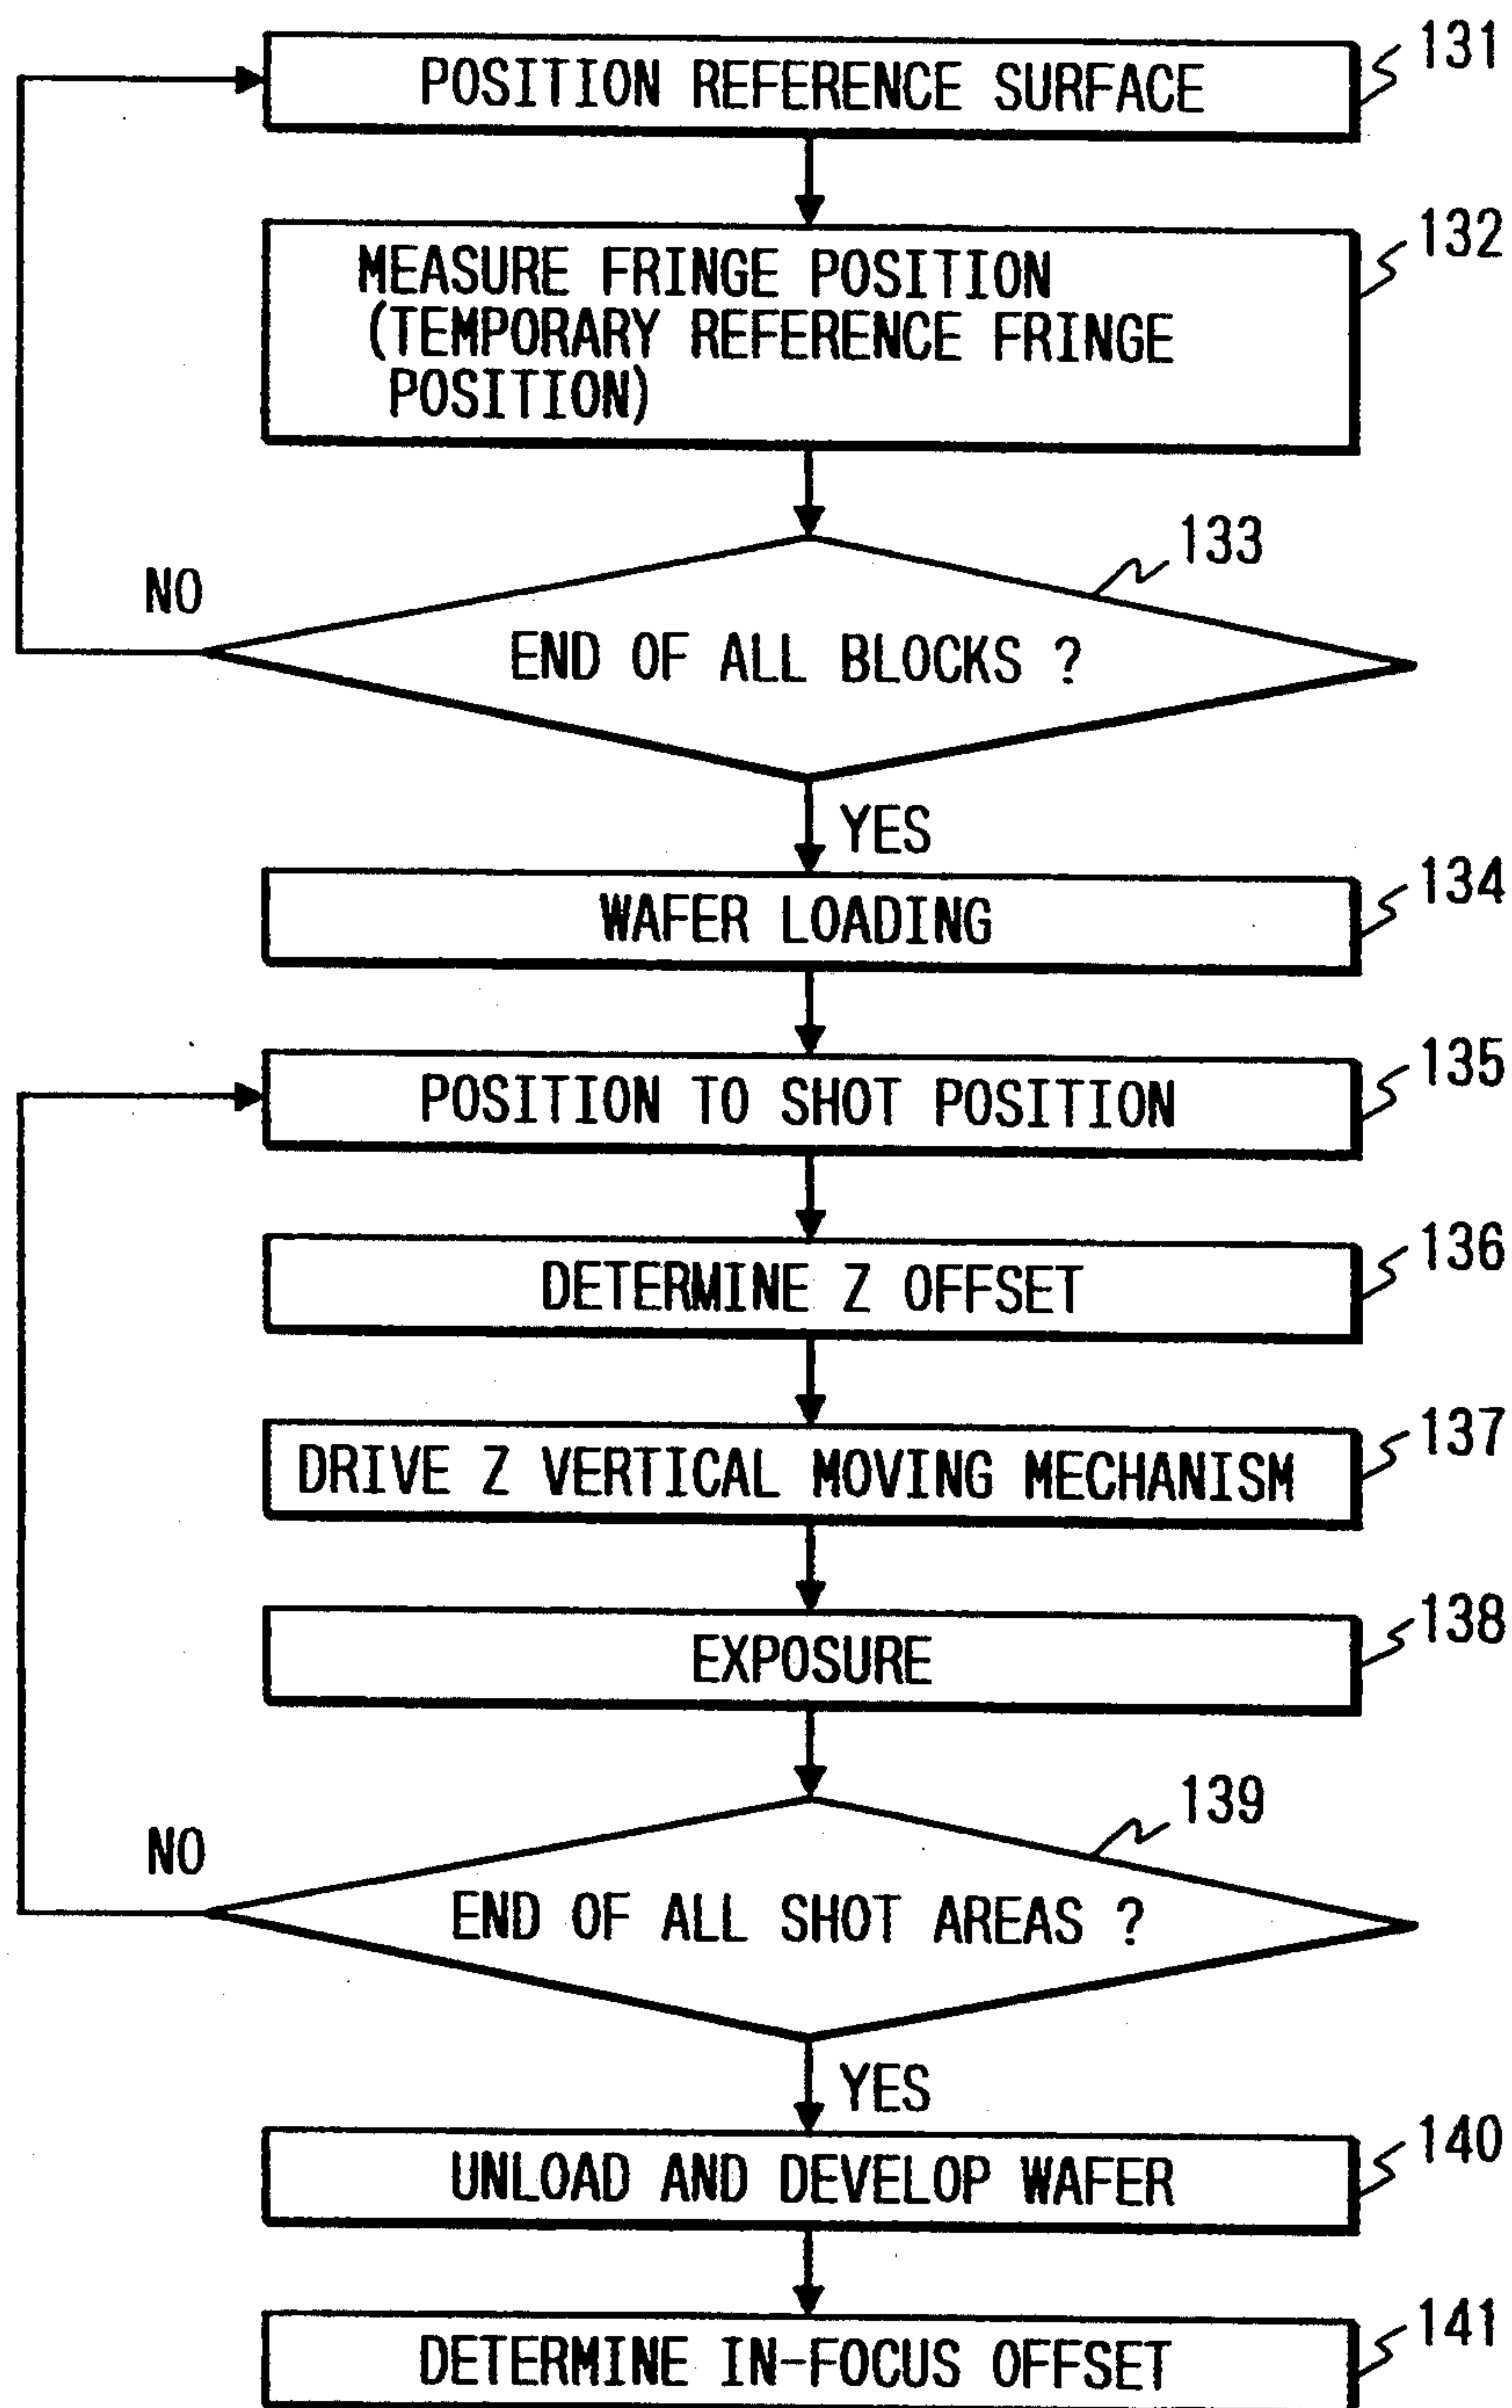 131
POSITION REFERENCE SURFACE
132
MEASURE FRINGE POSITION
(TEMPORARY REFERENCE FRINGE
POSITION)
133
NO
END OF ALL BLOCKS ?
YES
134
WAFER LOADING
135
POSITION TO SHOT POSITION
136
DETERMINE Z OFFSET
137
DRIVE Z VERTICAL MOVING MECHANISM
138
EXPOSURE
139
NO
END OF ALL SHOT AREAS ?
YES
140
UNLOAD AND DEVELOP WAFER
141
DETERMINE IN-FOCUS OFFSET